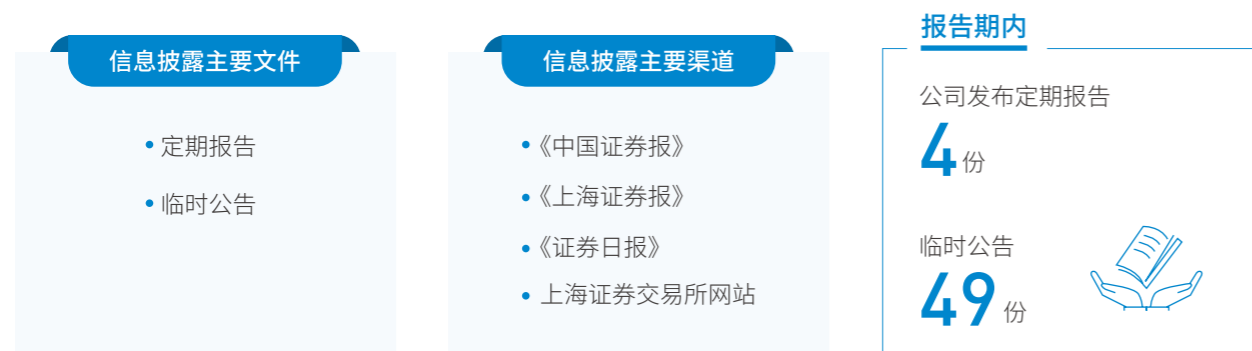 信息披露主要文件
定期报告
临时公告
信息披露主要渠道
《中国证券报》
《上海证券报》
《证券日报》
上海证券交易所网站
报告期内
公司发布定期报告
4份
临时公告
49份